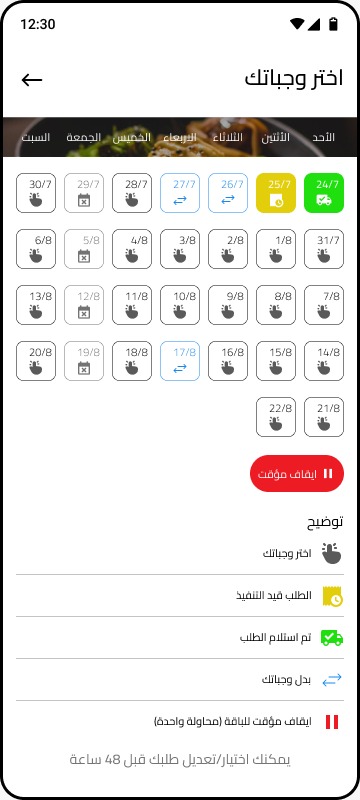 12:30
اختر وجباتك
الأحد الأثنين الثلاثاء الاربعاء الخميس الجمعة السبت
24/7 25/7 26/7 27/7 28/7 29/7 30/7
31/7 1/8 2/8 3/8 4/8 5/8 6/8
7/8 8/8 9/8 10/8 11/8 12/8 13/8
14/8 15/8 16/8 17/8 18/8 19/8 20/8
21/8 22/8
ايقاف مؤقت
توضيح
اختر وجباتك
الطلب قيد التنفيذ
تم استلام الطلب
بدل وجباتك
ايقاف مؤقت للباقة (محاولة واحدة)
يمكنك اختيار/تعديل طلبك قبل 48 ساعة